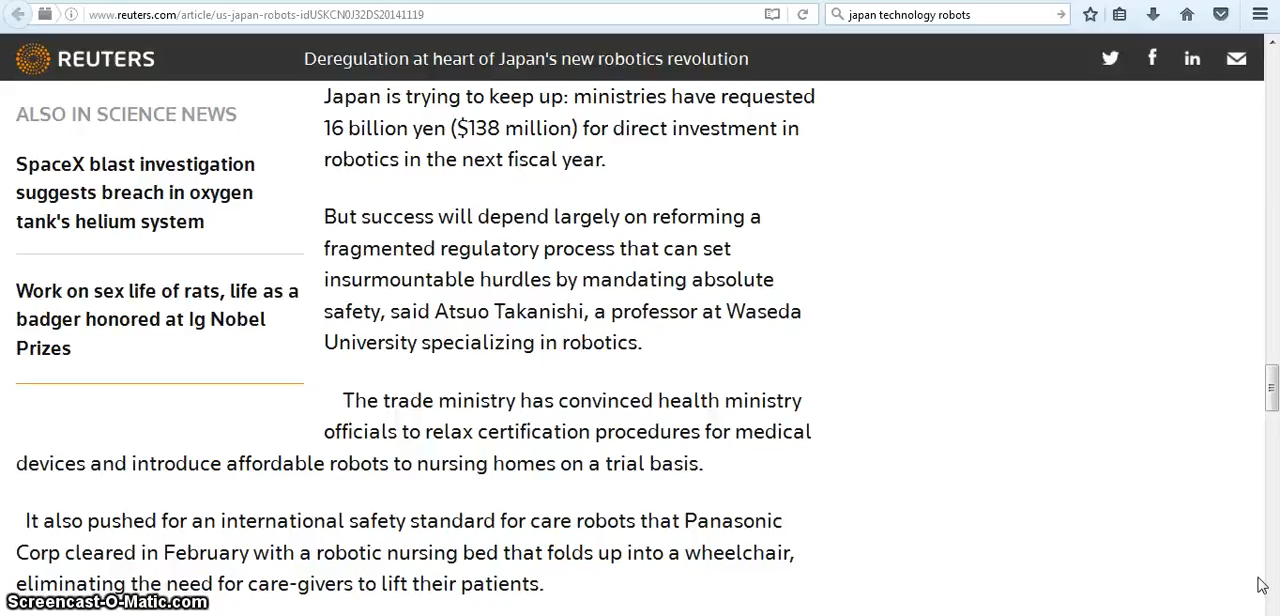 www.reuters.com/article/us-japan-robots-idUSKCN0J32DS20141119
japan technology robots
REUTERS
Deregulation at heart of Japan's new robotics revolution
ALSO IN SCIENCE NEWS
SpaceX blast investigation
suggests breach in oxygen
tank's helium system
Work on sex life of rats, life as a
badger honored at Ig Nobel
Prizes
Japan is trying to keep up: ministries have requested
16 billion yen ($138 million) for direct investment in
robotics in the next fiscal year.
But success will depend largely on reforming a
fragmented regulatory process that can set
insurmountable hurdles by mandating absolute
safety, said Atsuo Takanishi, a professor at Waseda
University specializing in robotics.
The trade ministry has convinced health ministry
officials to relax certification procedures for medical
devices and introduce affordable robots to nursing homes on a trial basis.
It also pushed for an international safety standard for care robots that Panasonic
Corp cleared in February with a robotic nursing bed that folds up into a wheelchair,
eliminating the need for care-givers to lift their patients.
Screencast-O-Matic.com